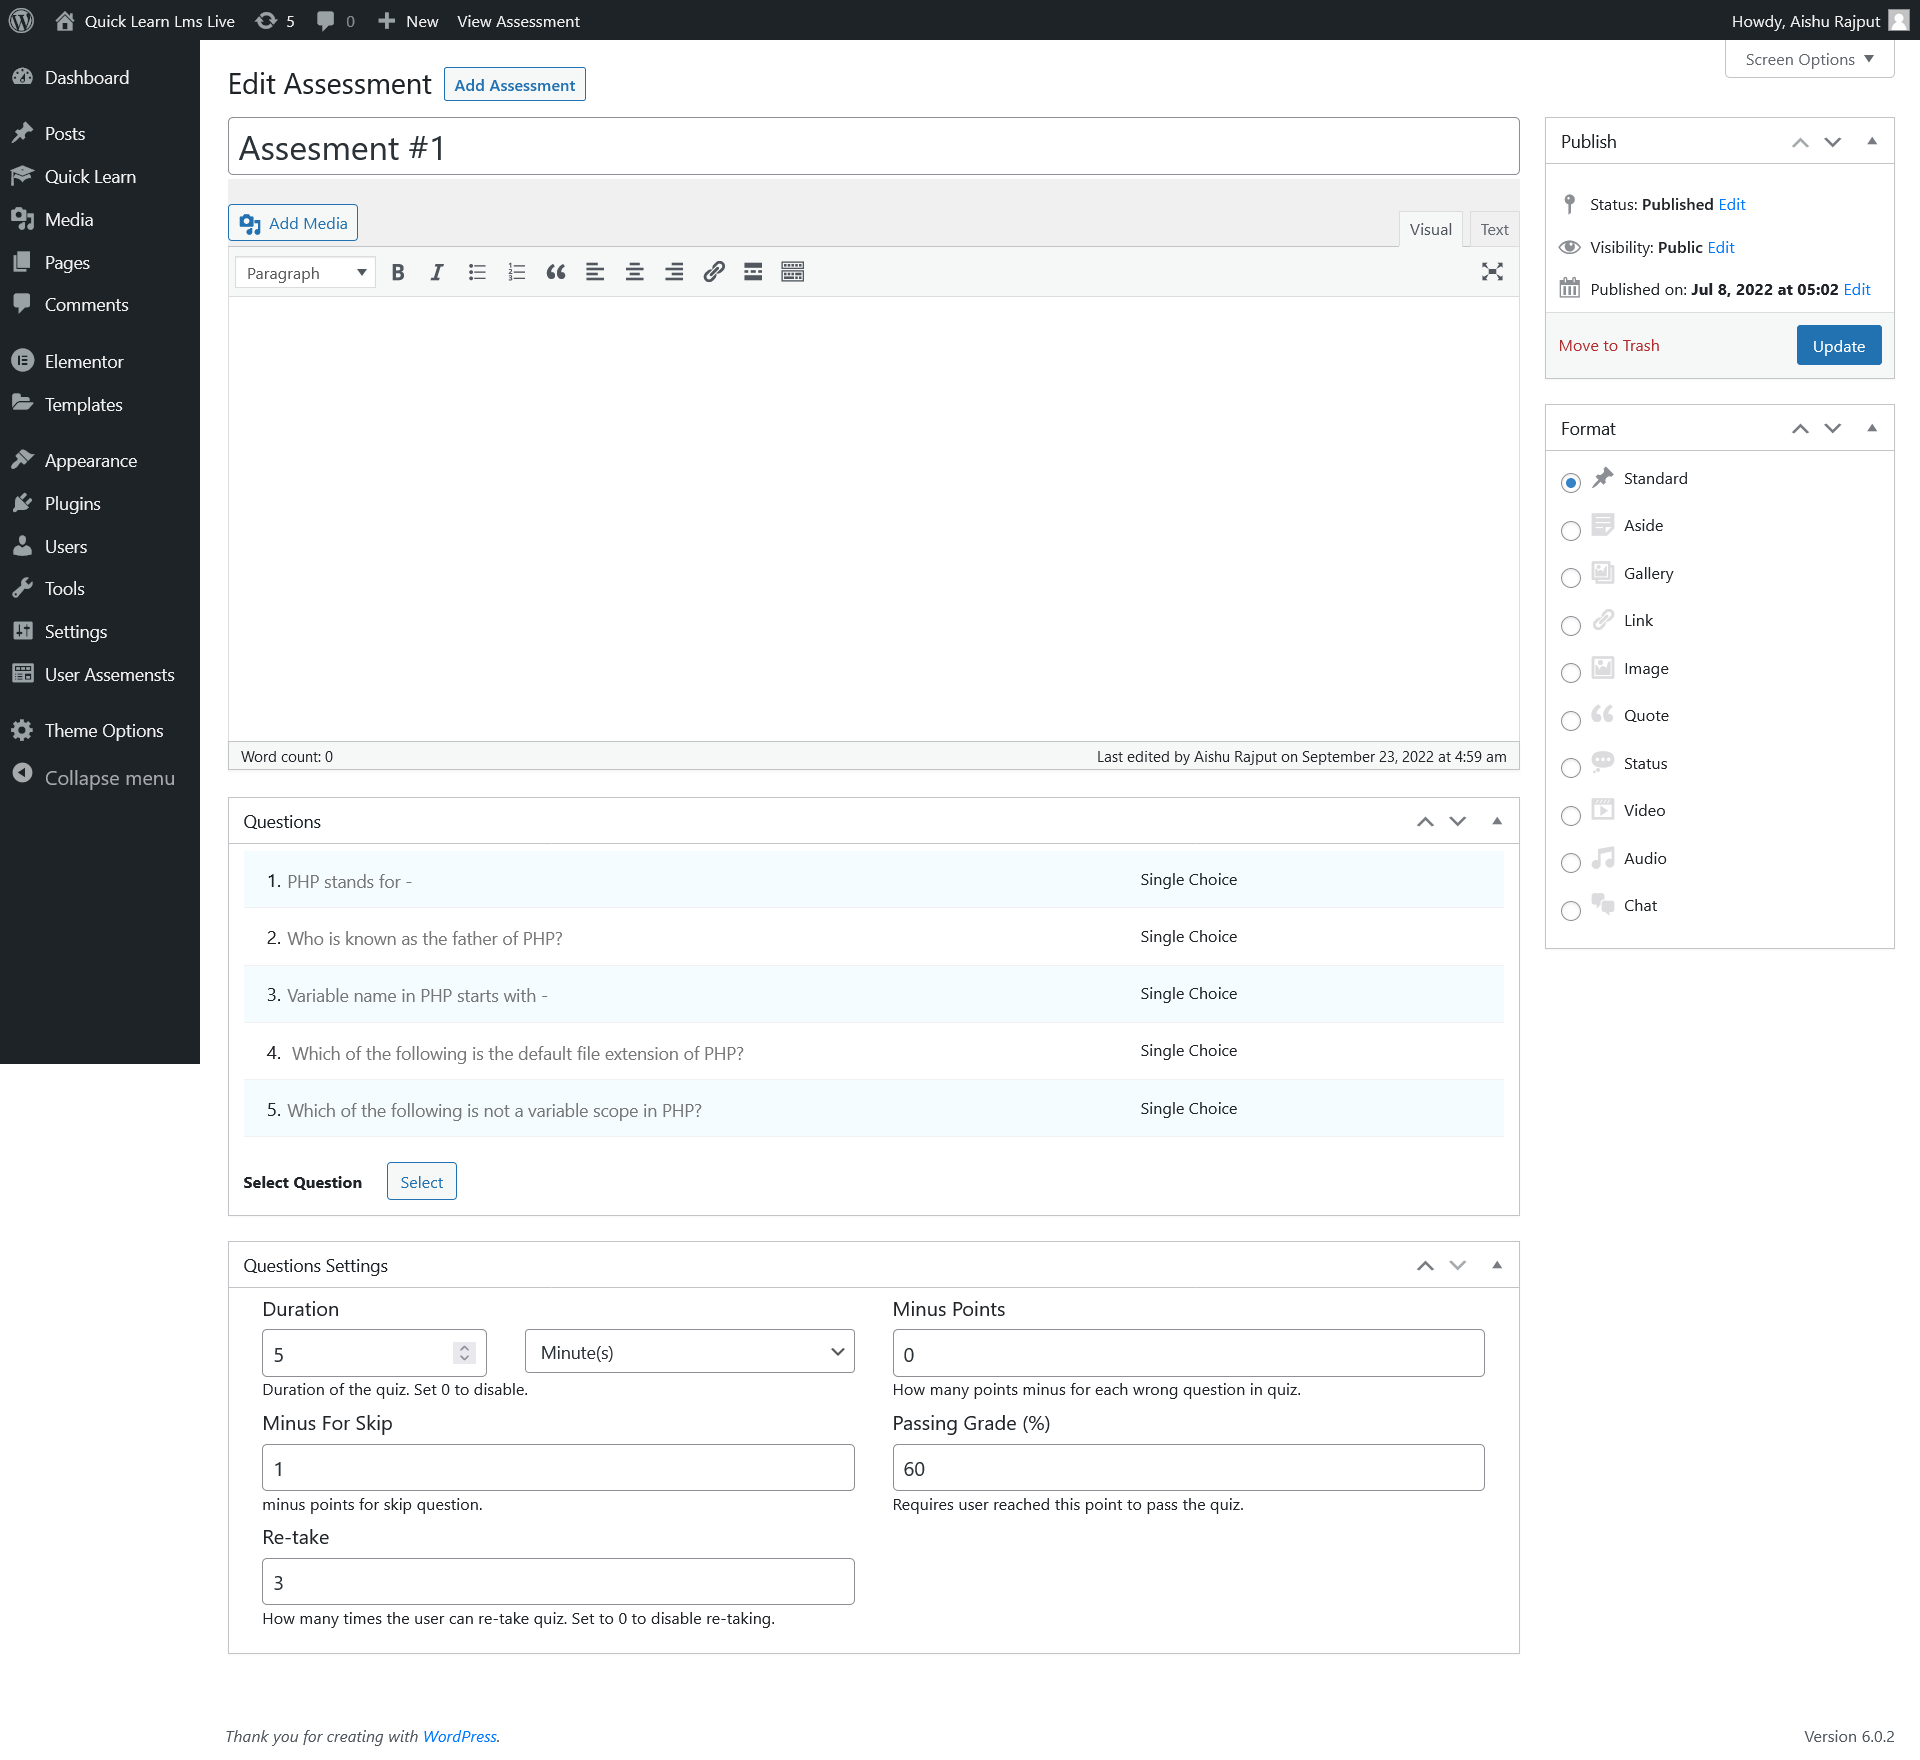 Quick Learn Lms Live 5 0 New View Assessment Howdy, Aishu Rajput
Screen Options
Dashboard
Posts
Quick Learn
Media
Pages
Comments
Elementor
Templates
Appearance
Plugins
Users
Tools
Settings
User Assemensts
Theme Options
Collapse menu
Edit Assessment Add Assessment
Assesment #1
Add Media
Visual Text
Paragraph
Word count: 0 Last edited by Aishu Rajput on September 23, 2022 at 4:59 am
Questions
1. PHP stands for - Single Choice
2. Who is known as the father of PHP? Single Choice
3. Variable name in PHP starts with - Single Choice
4. Which of the following is the default file extension of PHP? Single Choice
5. Which of the following is not a variable scope in PHP? Single Choice
Select Question Select
Questions Settings
Duration
5 Minute(s)
Duration of the quiz. Set 0 to disable.
Minus Points
0
How many points minus for each wrong question in quiz.
Minus For Skip
1
minus points for skip question.
Passing Grade (%)
60
Requires user reached this point to pass the quiz.
Re-take
3
How many times the user can re-take quiz. Set to 0 to disable re-taking.
Publish
Status: Published Edit
Visibility: Public Edit
Published on: Jul 8, 2022 at 05:02 Edit
Move to Trash Update
Format
Standard
Aside
Gallery
Link
Image
Quote
Status
Video
Audio
Chat
Thank you for creating with WordPress. Version 6.0.2